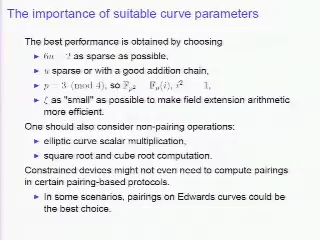 The importance of suitable curve parameters
The best performance is obtained by choosing
as sparse as possible,
u sparse or with a good addition chain,
p = 3 (mod 4), so
ξ as "small" as possible to make field extension arithmetic
more efficient.
One should also consider non-pairing operations:
elliptic curve scalar multiplication,
square root and cube root computation.
Constrained devices might not even need to compute pairings
in certain pairing-based protocols.
In some scenarios, pairings on Edwards curves could be
the best choice.